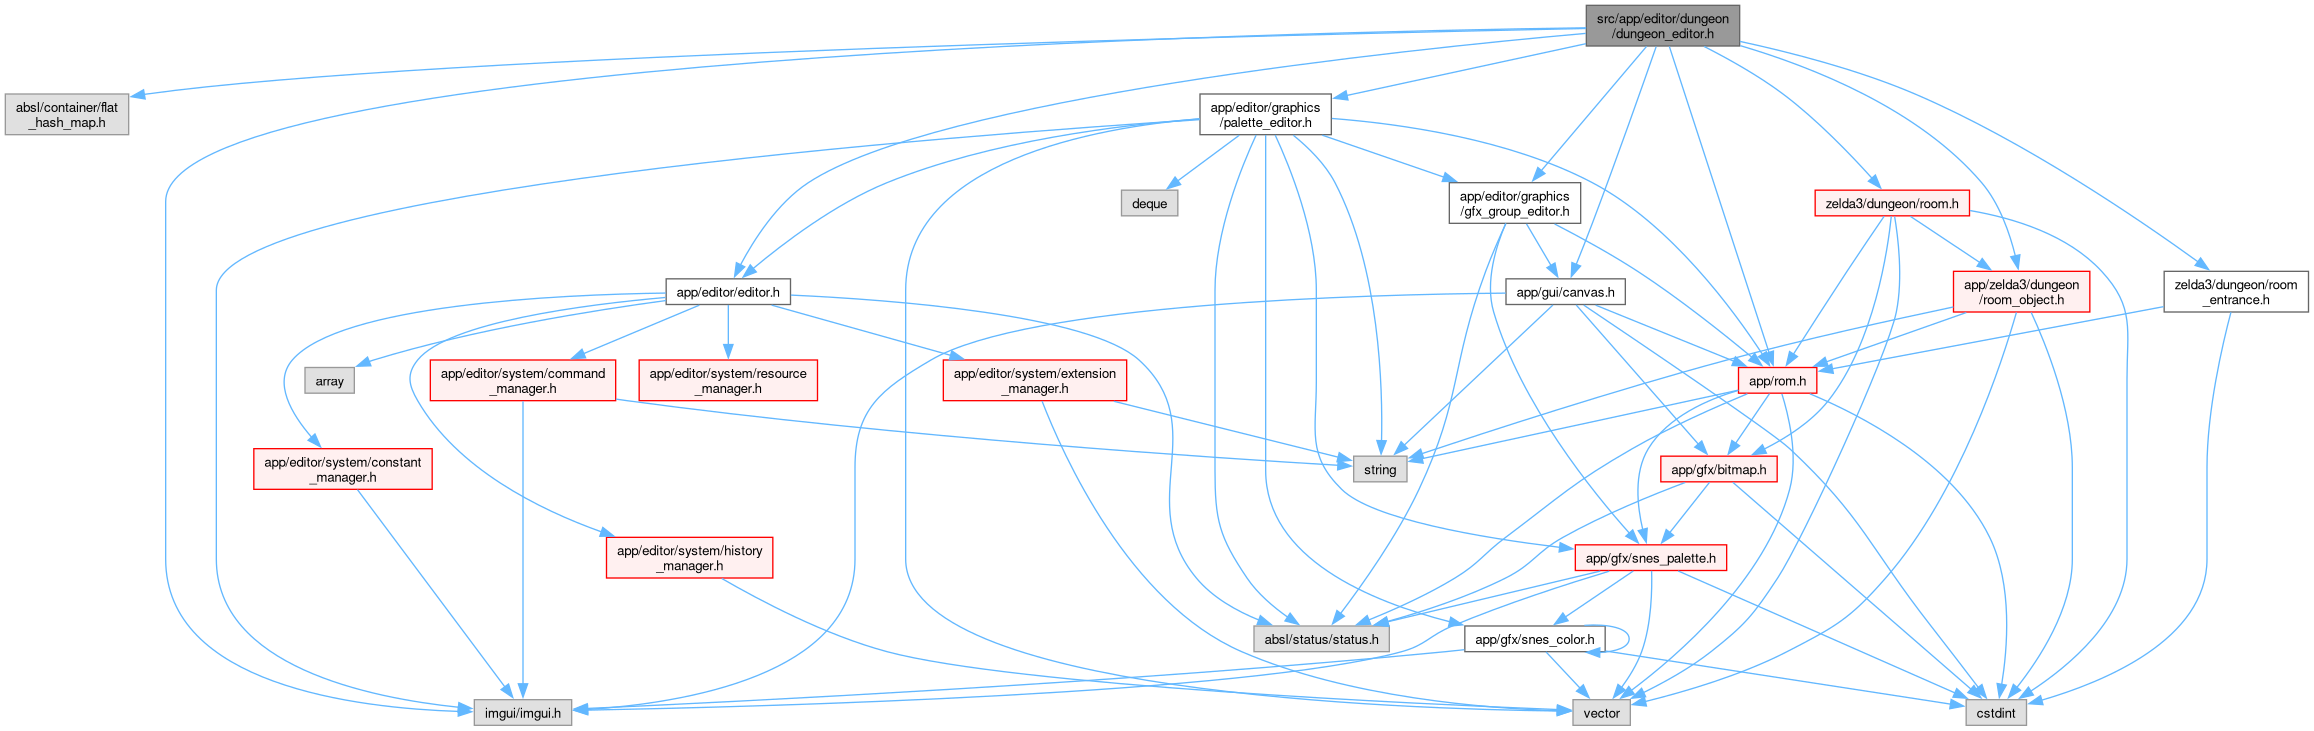 src/app/editor/dungeon
/dungeon_editor.h
absl/container/flat
_hash_map.h
app/editor/graphics
/palette_editor.h
deque
app/editor/graphics
/gfx_group_editor.h
zelda3/dungeon/room.h
app/editor/editor.h
app/gui/canvas.h
app/zelda3/dungeon
/room_object.h
zelda3/dungeon/room
_entrance.h
array
app/editor/system/command
_manager.h
app/editor/system/resource
_manager.h
app/editor/system/extension
_manager.h
app/rom.h
app/editor/system/constant
_manager.h
string
app/gfx/bitmap.h
app/editor/system/history
_manager.h
app/gfx/snes_palette.h
absl/status/status.h
app/gfx/snes_color.h
imgui/imgui.h
vector
cstdint